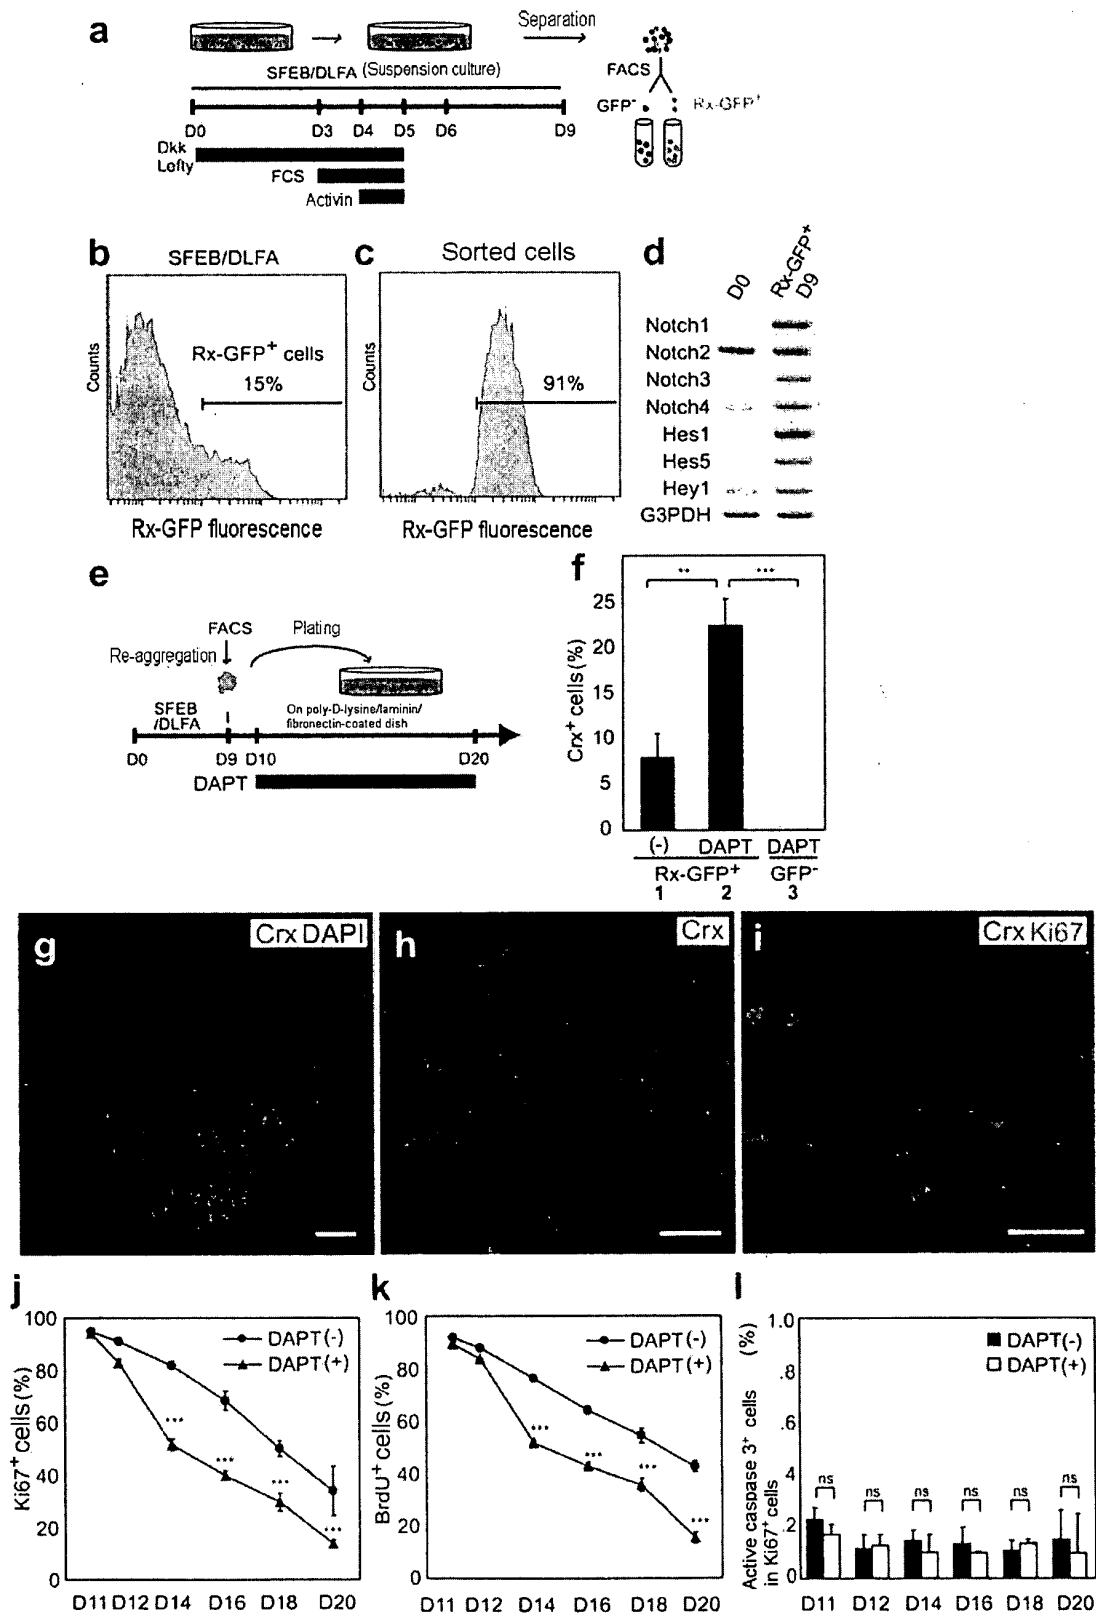 a
Separation
SFEB/DLFA (Suspension culture)
FACS
GFP- Rx-GFP+
D0 D3 D4 D5 D6 D9
Dkk
Lefty
FCS
Activin
b SFEB/DLFA
Counts
Rx-GFP+ cells
15%
Rx-GFP fluorescence
c Sorted cells
Counts
91%
Rx-GFP fluorescence
d
D0 Rx-GFP+ D9
Notch1
Notch2
Notch3
Notch4
Hes1
Hes5
Hey1
G3PDH
e
FACS Plating
Re-aggregation
SFEB
/DLFA
On poly-D-lysine/laminin/
fibronectin-coated dish
D0 D9 D10 D20
DAPT
f
** ***
Crx+ cells (%)
25
20
15
10
5
0
(-) DAPT DAPT
Rx-GFP+ GFP-
1 2 3
g Crx DAPI
h Crx
i Crx Ki67
j
Ki67+ cells (%)
100
80
60
40
20
0
DAPT (-)
DAPT (+)
***
***
***
***
D11 D12 D14 D16 D18 D20
k
BrdU+ cells (%)
100
80
60
40
20
0
DAPT (-)
DAPT (+)
***
***
***
***
D11 D12 D14 D16 D18 D20
l
Active caspase 3+ cells (%)
in Ki67+ cells
1.0
.8
.6
.4
.2
0
DAPT(-)
DAPT(+)
ns ns ns ns ns ns
D11 D12 D14 D16 D18 D20